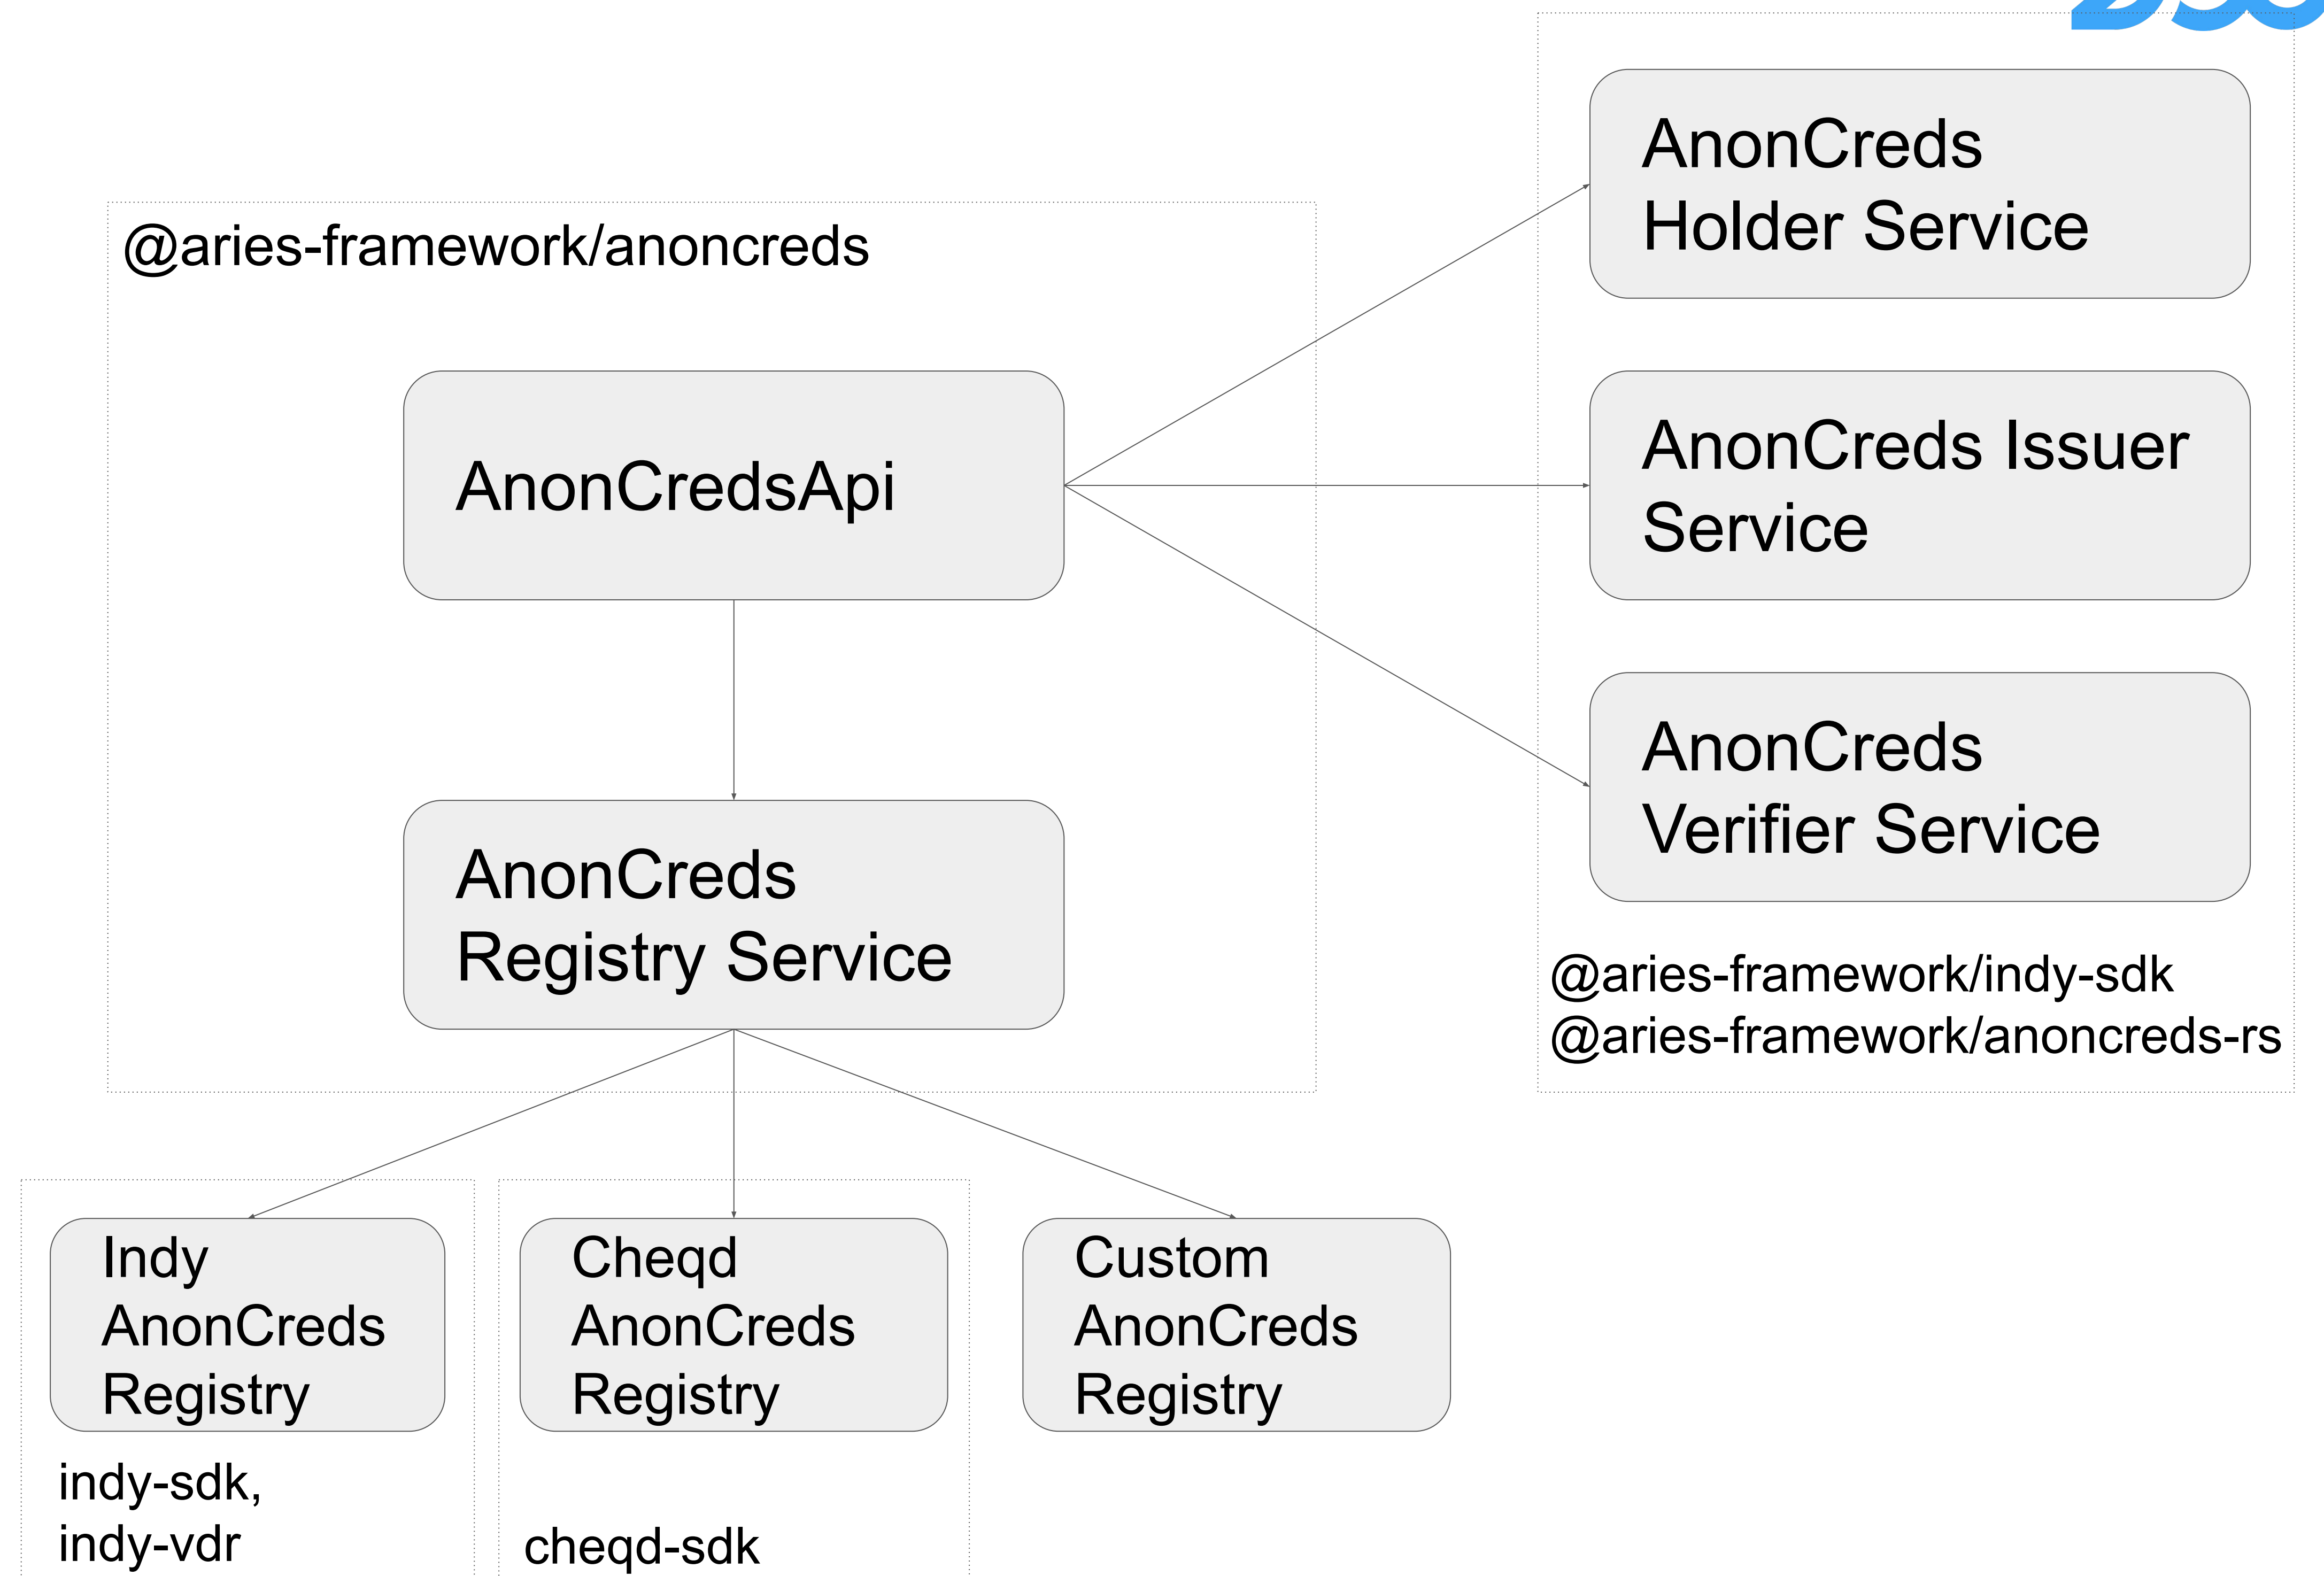 @aries-framework/anoncreds
AnonCredsApi
AnonCreds
Registry Service
AnonCreds
Holder Service
AnonCreds Issuer
Service
AnonCreds
Verifier Service
@aries-framework/indy-sdk
@aries-framework/anoncreds-rs
Indy
AnonCreds
Registry
indy-sdk,
indy-vdr
Cheqd
AnonCreds
Registry
cheqd-sdk
Custom
AnonCreds
Registry